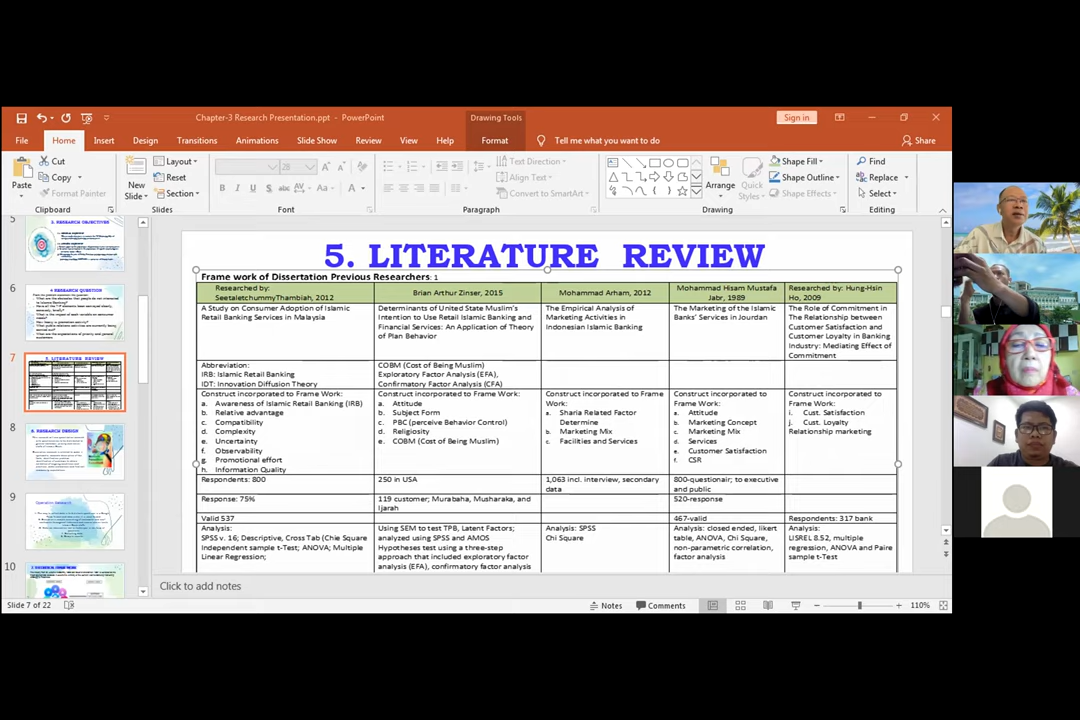 Chapter-3 Research Presentation.ppt - PowerPoint
Drawing Tools
Sign in
File
Home
Insert
Design
Transitions
Animations
Slide Show
Review
View
Help
Format
Tell me what you want to do
Share
Paste
Cut
Copy
Format Painter
Clipboard
New
Slide
Layout
Reset
Section
Slides
28
B I U S abc AV Aa A
Font
Text Direction
Align Text
Convert to SmartArt
Paragraph
Arrange
Quick
Styles
Shape Fill
Shape Outline
Shape Effects
Drawing
Find
Replace
Select
Editing
5
6
7
8
9
10
5. LITERATURE REVIEW
Frame work of Dissertation Previous Researchers: 1
Researched by:
SeetaletchummyThambiah, 2012
Brian Arthur Zinser, 2015
Mohammad Arham, 2012
Mohammad Hisam Mustafa
Jabr, 1989
Researched by: Hung-Hsin
Ho, 2009
A Study on Consumer Adoption of Islamic
Retail Banking Services in Malaysia
Determinants of United State Muslim's
Intention to Use Retail Islamic Banking and
Financial Services: An Application of Theory
of Plan Behavior
The Empirical Analysis of
Marketing Activities in
Indonesian Islamic Banking
The Marketing of the Islamic
Banks' Services in Jourdan
The Role of Commitment in
The Relationship between
Customer Satisfaction and
Customer Loyalty in Banking
Industry: Mediating Effect of
Commitment
Abbreviation:
IRB: Islamic Retail Banking
IDT: Innovation Diffusion Theory
COBM (Cost of Being Muslim)
Exploratory Factor Analysis (EFA),
Confirmatory Factor Analysis (CFA)
Construct incorporated to Frame Work:
a. Awareness of Islamic Retail Banking (IRB)
b. Relative advantage
c. Compatibility
d. Complexity
e. Uncertainty
f. Observability
g. Promotional effort
h. Information Quality
Construct incorporated to Frame Work:
a. Attitude
b. Subject Form
c. PBC (perceive Behavior Control)
d. Religiosity
e. COBM (Cost of Being Muslim)
Construct incorporated to Frame
Work:
a. Sharia Related Factor
Determine
b. Marketing Mix
c. Facilities and Services
Construct incorporated to
Frame Work:
a. Attitude
b. Marketing Concept
c. Marketing Mix
d. Services
e. Customer Satisfaction
f. CSR
Construct incorporated to
Frame Work:
i. Cust. Satisfaction
j. Cust. Loyalty
Relationship marketing
Respondents: 800
250 in USA
1,063 incl. interview, secondary
data
800-questionair; to executive
and public
Response: 75%
119 customer; Murabaha, Musharaka, and
Ijarah
520-response
Valid 537
467-valid
Respondents: 317 bank
Analysis:
SPSS v. 16; Descriptive, Cross Tab (Chie Square
Independent sample t-Test; ANOVA; Multiple
Linear Regression;
Using SEM to test TPB, Latent Factors;
analyzed using SPSS and AMOS
Hypotheses test using a three-step
approach that included exploratory factor
analysis (EFA), confirmatory factor analysis
Analysis: SPSS
Chi Square
Analysis: closed ended, likert
table, ANOVA, Chi Square,
non-parametric correlation,
factor analysis
Analysis:
LISREL 8.52, multiple
regression, ANOVA and Paire
sample t-Test
Click to add notes
Slide 7 of 22
Notes
Comments
110%